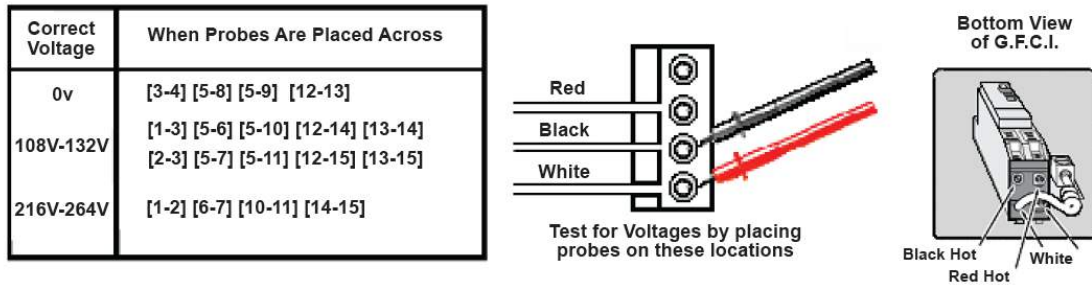 Correct
Voltage
When Probes Are Placed Across
0v
[3-4] [5-8] [5-9] [12-13]
108V-132V
[1-3] [5-6] [5-10] [12-14] [13-14]
[2-3] [5-7] [5-11] [12-15] [13-15]
216V-264V
[1-2] [6-7] [10-11] [14-15]
Red
Black
White
Test for Voltages by placing
probes on these locations
Bottom View
of G.F.C.I.
Black Hot
White
Red Hot